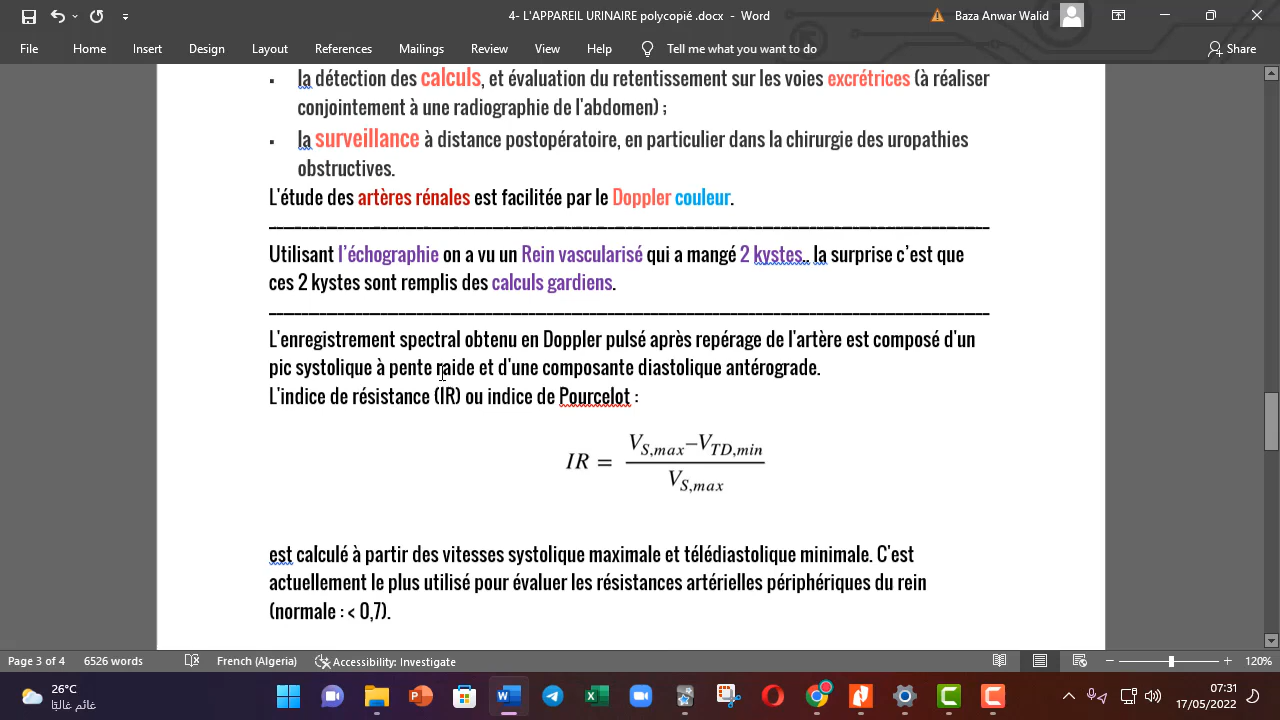 4- L'APPAREIL URINAIRE polycopié .docx - Word
Baza Anwar Walid
File Home Insert Design Layout References Mailings Review View Help Tell me what you want to do Share
▪ la détection des calculs, et évaluation du retentissement sur les voies excrétrices (à réaliser
conjointement à une radiographie de l'abdomen) ;
▪ la surveillance à distance postopératoire, en particulier dans la chirurgie des uropathies
obstructives.
L'étude des artères rénales est facilitée par le Doppler couleur.
Utilisant l'échographie on a vu un Rein vascularisé qui a mangé 2 kystes.. la surprise c'est que
ces 2 kystes sont remplis des calculs gardiens.
L'enregistrement spectral obtenu en Doppler pulsé après repérage de l'artère est composé d'un
pic systolique à pente raide et d'une composante diastolique antérograde.
L'indice de résistance (IR) ou indice de Pourcelot :
IR = (V_S,max – V_TD,min) / V_S,max
est calculé à partir des vitesses systolique maximale et télédiastolique minimale. C'est
actuellement le plus utilisé pour évaluer les résistances artérielles périphériques du rein
(normale : < 0,7).
Page 3 of 4 6526 words French (Algeria) Accessibility: Investigate 120%
26°C
غائم غالبًا
07:31
17/05/2022